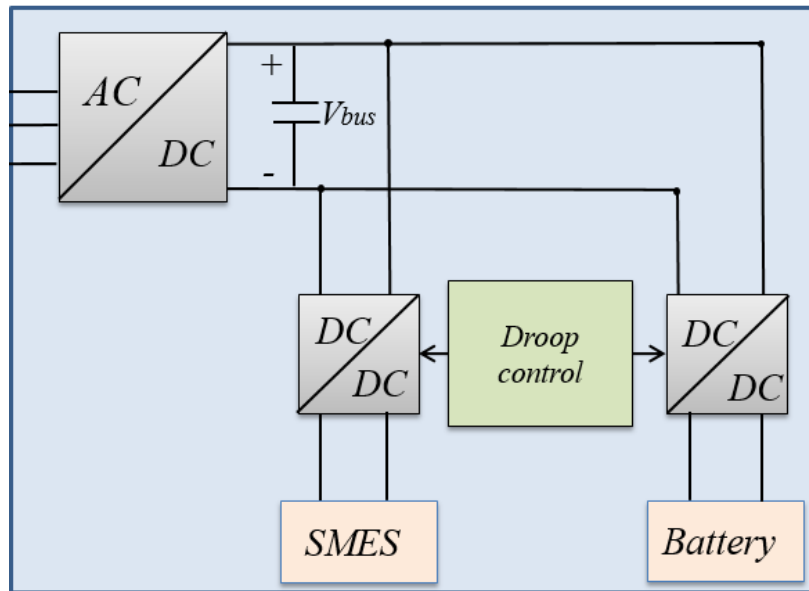 AC
DC
+
Vbus
-
DC
DC
Droop
control
DC
DC
SMES
Battery